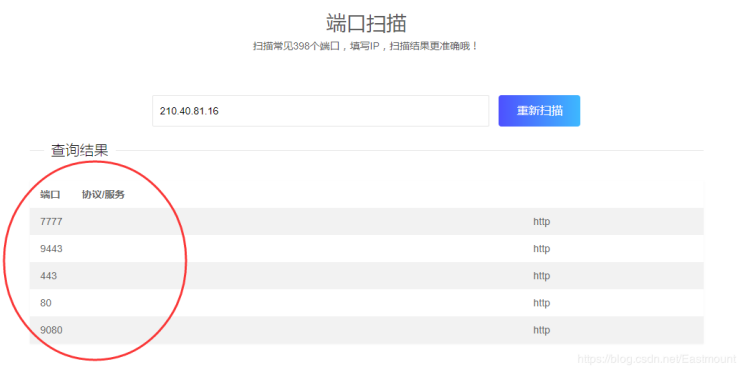 端口扫描
扫描常见398个端口，填写IP，扫描结果更准确哦！
210.40.81.16 重新扫描
查询结果
端口 协议/服务
7777 http
9443 http
443 http
80 http
9080 http
https://blog.csdn.net/Eastmount